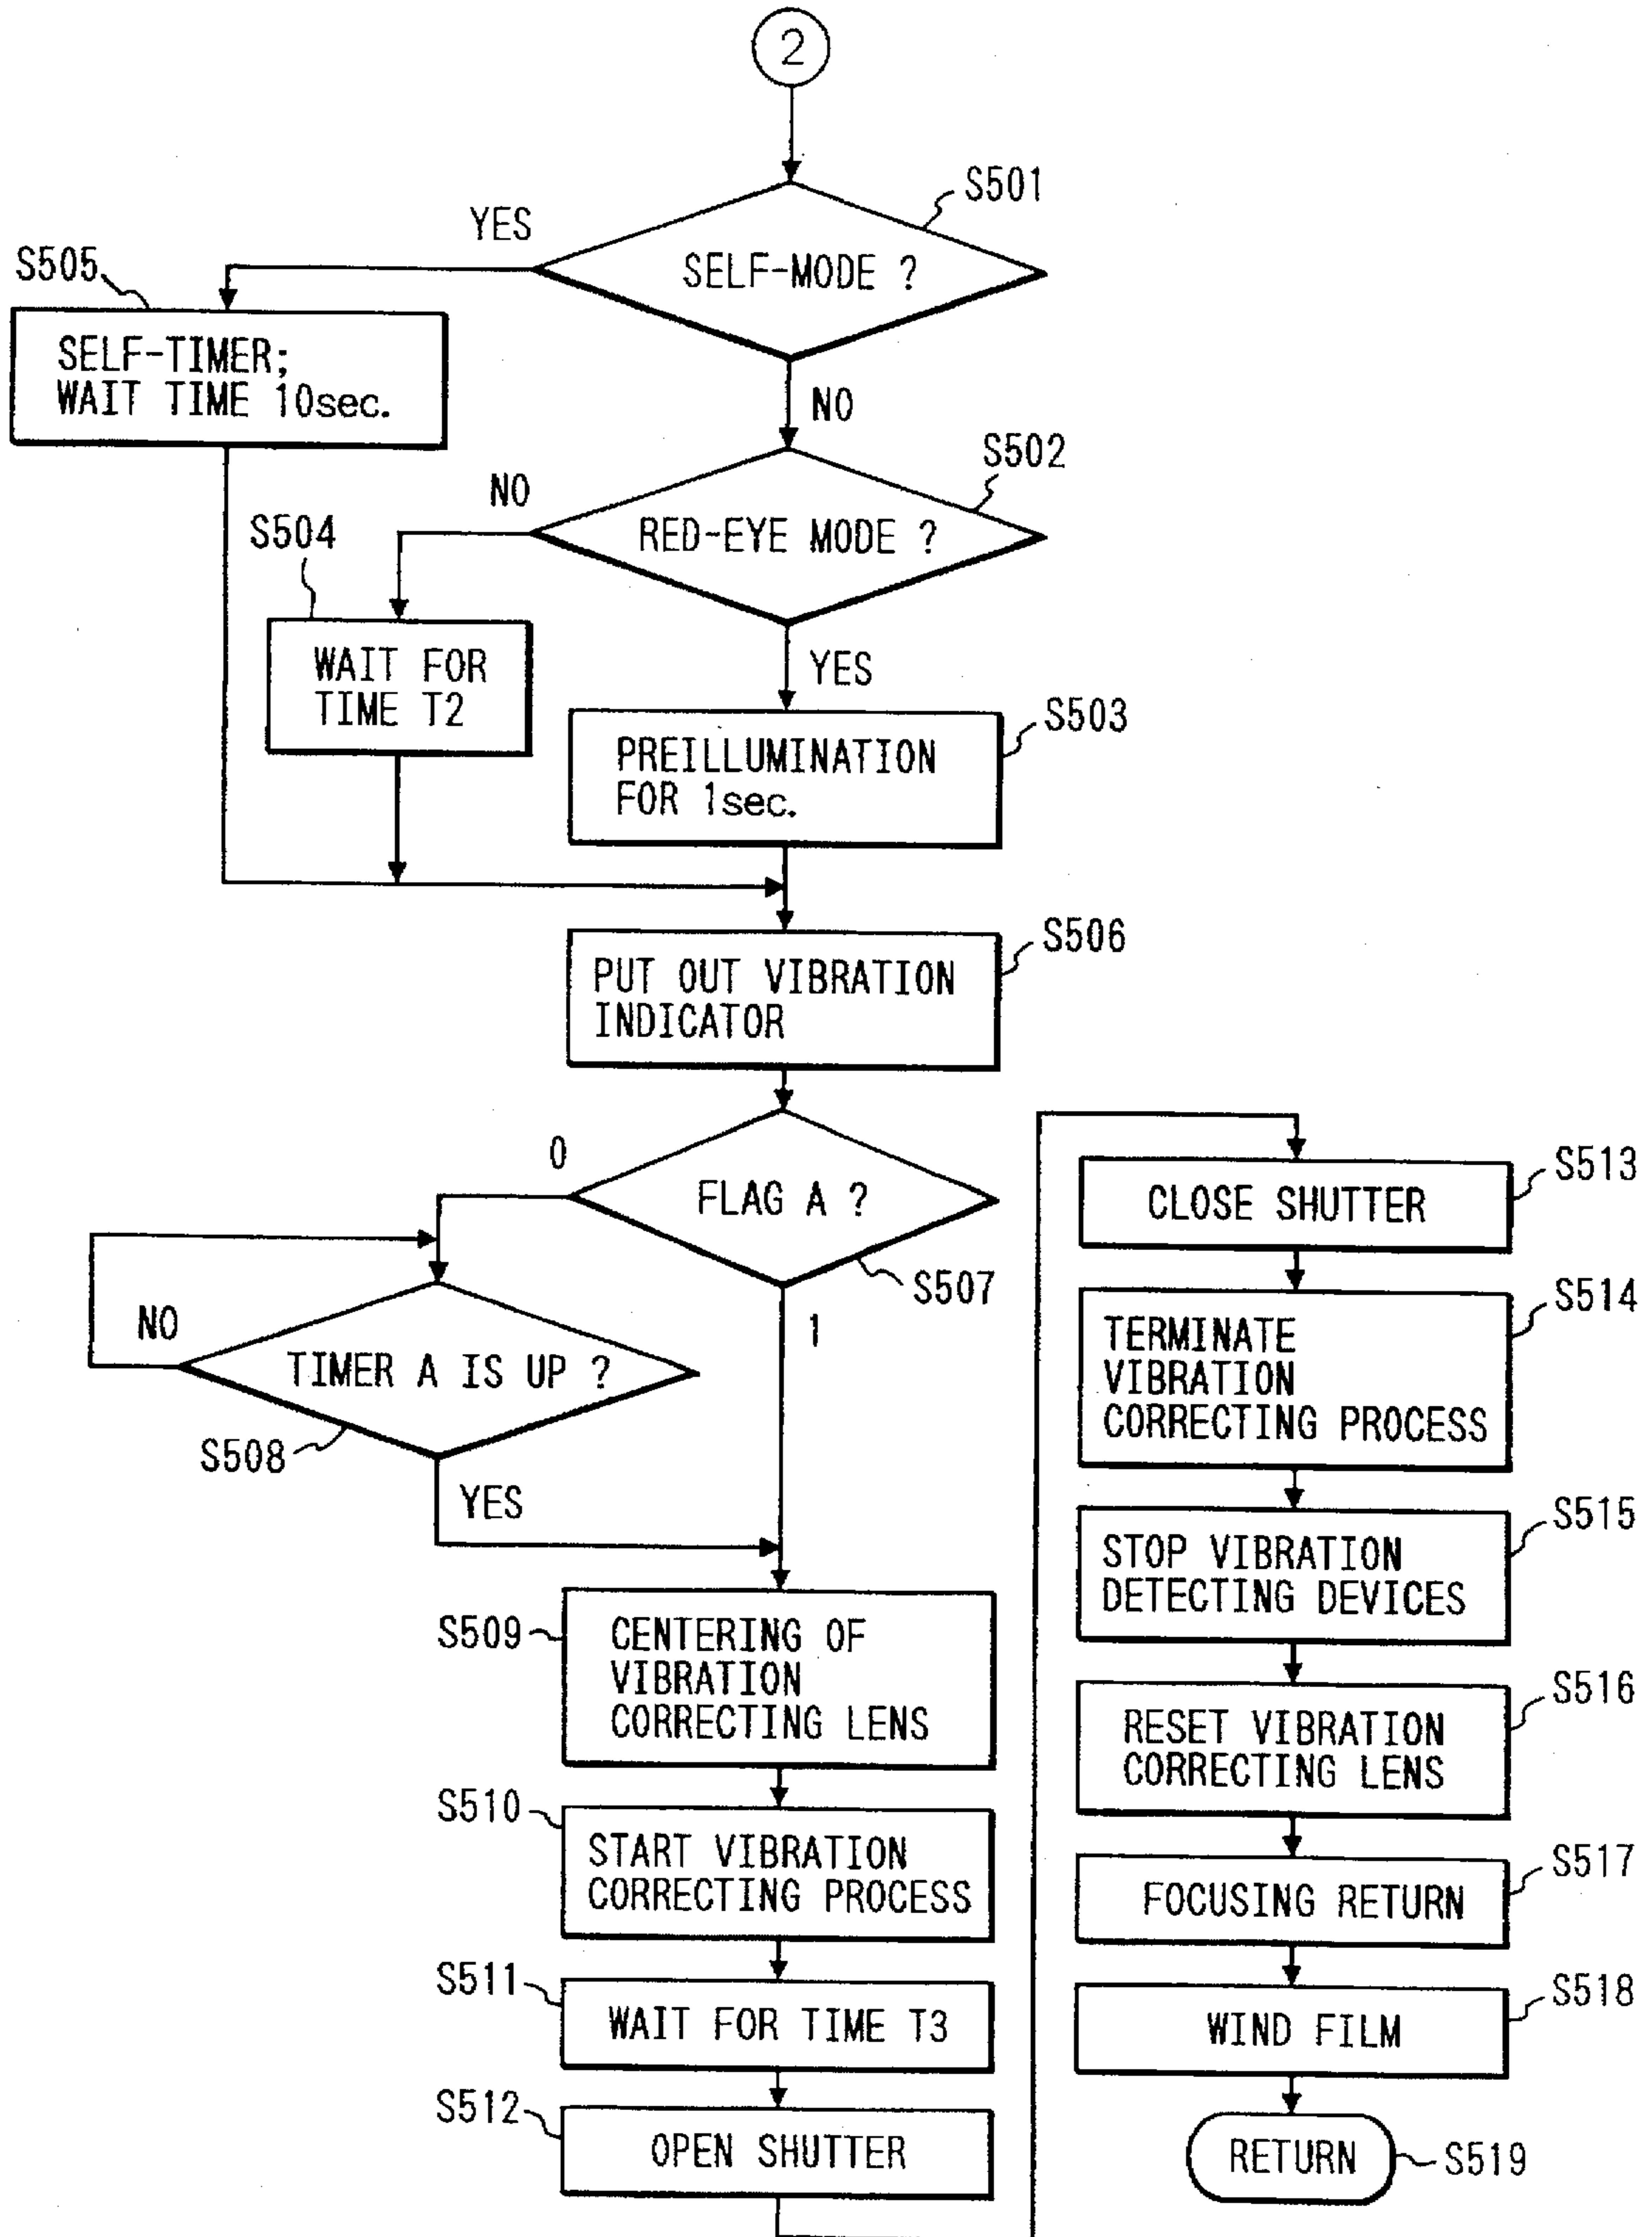 2
S501
YES
SELF-MODE ?
S505
SELF-TIMER;
WAIT TIME 10sec.
NO
S502
NO
RED-EYE MODE ?
S504
WAIT FOR
TIME T2
YES
S503
PREILLUMINATION
FOR 1sec.
S506
PUT OUT VIBRATION
INDICATOR
0
FLAG A ?
S507
1
NO
TIMER A IS UP ?
S508
YES
S509
CENTERING OF
VIBRATION
CORRECTING LENS
S510
START VIBRATION
CORRECTING PROCESS
S511
WAIT FOR TIME T3
S512
OPEN SHUTTER
S513
CLOSE SHUTTER
S514
TERMINATE
VIBRATION
CORRECTING PROCESS
S515
STOP VIBRATION
DETECTING DEVICES
S516
RESET VIBRATION
CORRECTING LENS
S517
FOCUSING RETURN
S518
WIND FILM
RETURN
S519